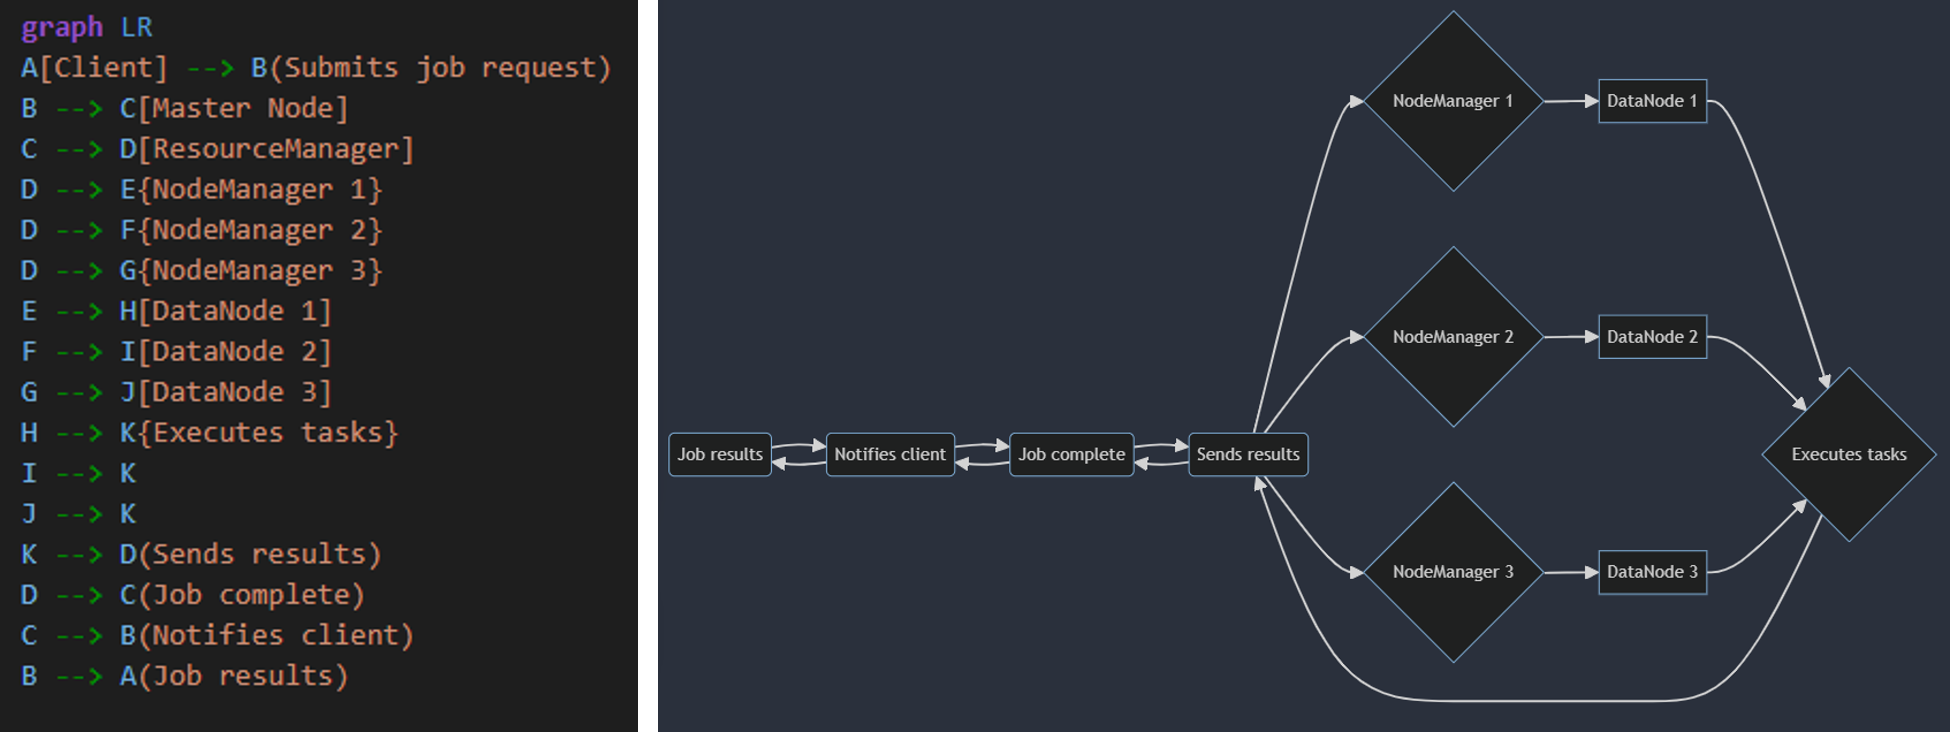 graph LR
A[Client] --> B(Submits job request)
B --> C[Master Node]
C --> D[ResourceManager]
D --> E{NodeManager 1}
D --> F{NodeManager 2}
D --> G{NodeManager 3}
E --> H[DataNode 1]
F --> I[DataNode 2]
G --> J[DataNode 3]
H --> K{Executes tasks}
I --> K
J --> K
K --> D(Sends results)
D --> C(Job complete)
C --> B(Notifies client)
B --> A(Job results)
Job results
Notifies client
Job complete
Sends results
NodeManager 1
DataNode 1
NodeManager 2
DataNode 2
NodeManager 3
DataNode 3
Executes tasks